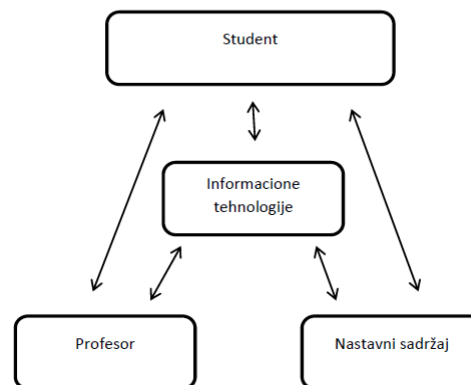 Student
Informacione
tehnologije
Profesor
Nastavni sadržaj